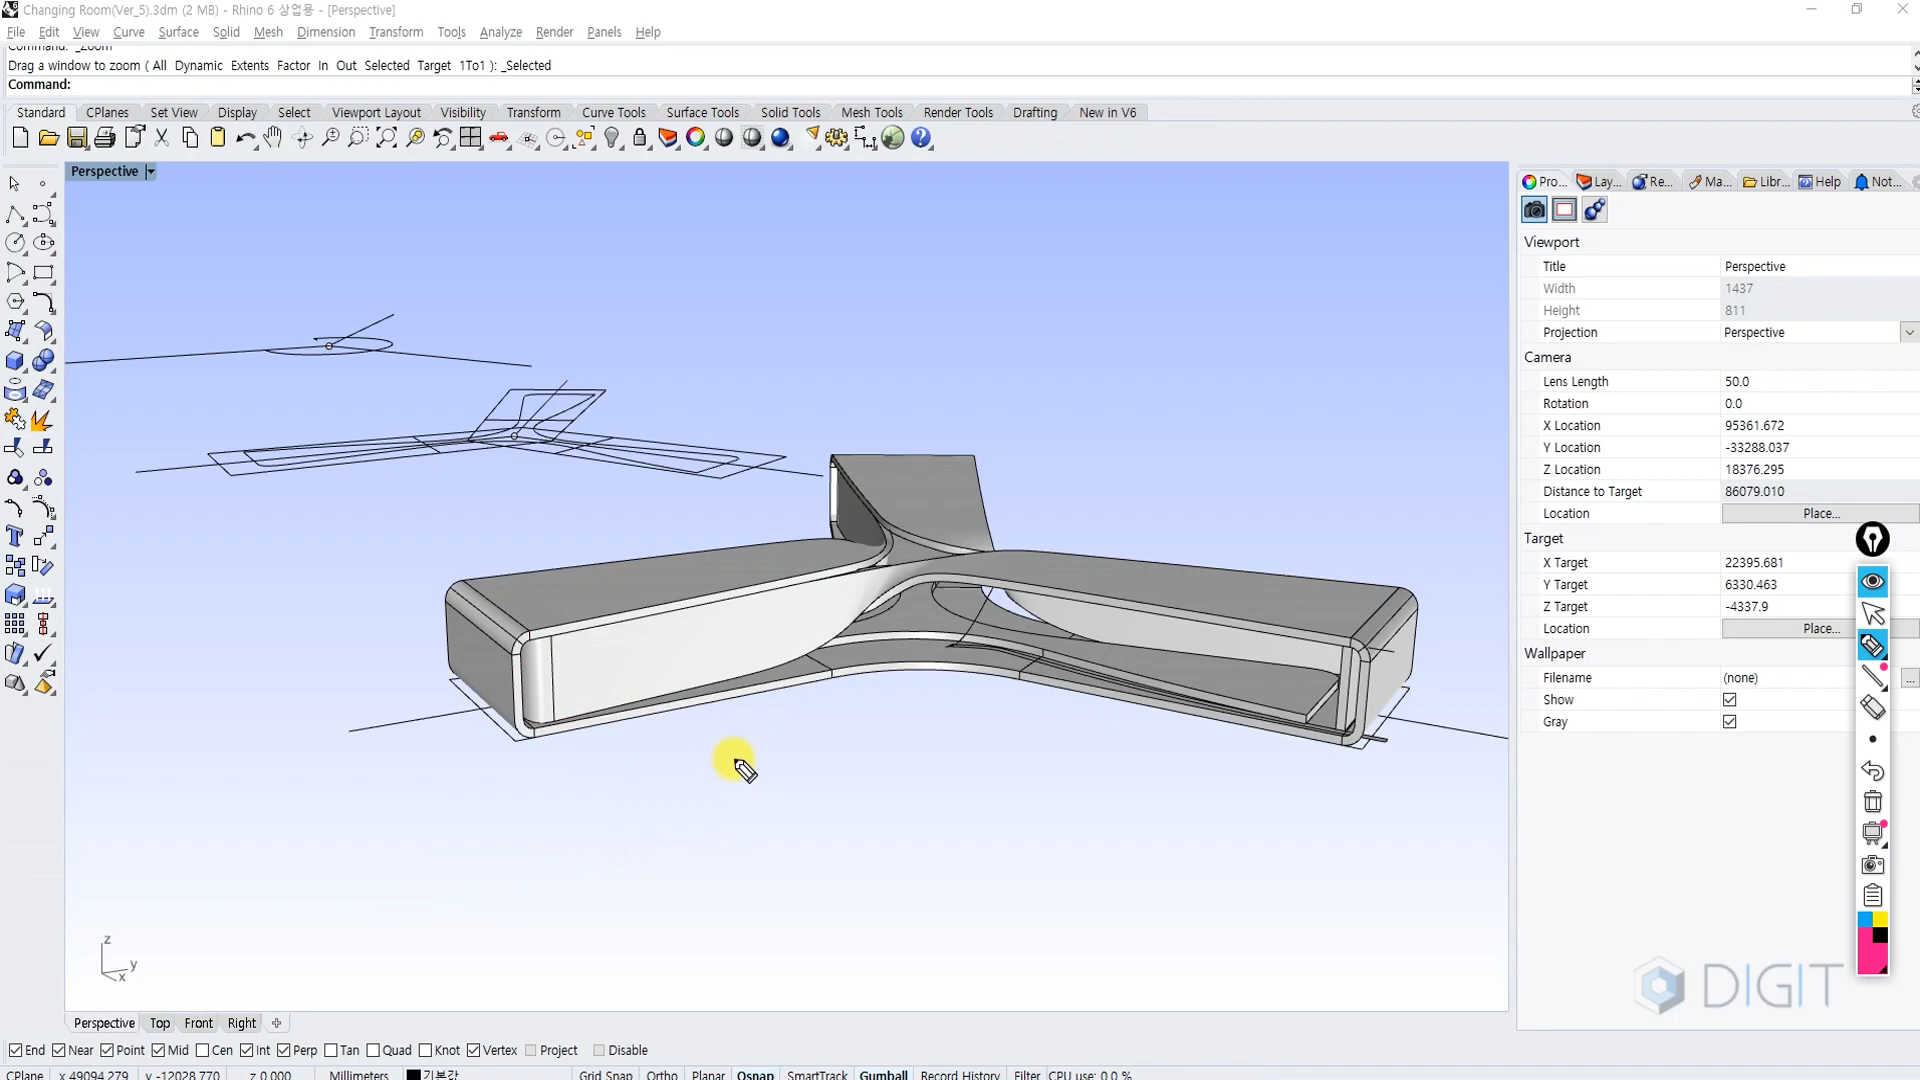 Changing Room(Ver_5).3dm (2 MB) - Rhino 6 상업용 - [Perspective]
File Edit View Curve Surface Solid Mesh Dimension Transform Tools Analyze Render Panels Help
Command: _Zoom
Drag a window to zoom ( All Dynamic Extents Factor In Out Selected Target 1To1 ): _Selected
Command:
Standard CPlanes Set View Display Select Viewport Layout Visibility Transform Curve Tools Surface Tools Solid Tools Mesh Tools Render Tools Drafting New in V6
Perspective
Pro... Lay... Re... Ma... Libr... Help Not...
Viewport
Title Perspective
Width 1437
Height 811
Projection Perspective
Camera
Lens Length 50.0
Rotation 0.0
X Location 95361.672
Y Location -33288.037
Z Location 18376.295
Distance to Target 86079.010
Location Place...
Target
X Target 22395.681
Y Target 6330.463
Z Target -4337.9
Location Place...
Wallpaper
Filename (none) ...
Show
Gray
z
y
x
DIGIT
Perspective Top Front Right
End Near Point Mid Cen Int Perp Tan Quad Knot Vertex Project Disable
CPlane x 49094.279 y -12028.770 z 0.000 Millimeters 기본값 Grid Snap Ortho Planar Osnap SmartTrack Gumball Record History Filter CPU use: 0.0 %